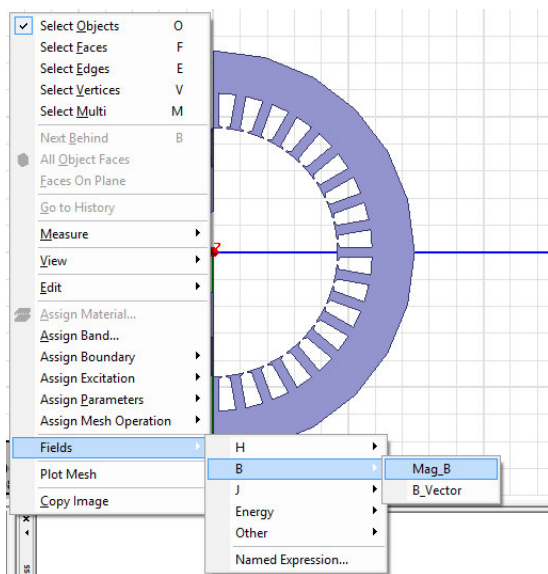 Select Objects O
Select Faces F
Select Edges E
Select Vertices V
Select Multi M
Next Behind B
All Object Faces
Faces On Plane
Go to History
Measure
View
Edit
Assign Material...
Assign Band...
Assign Boundary
Assign Excitation
Assign Parameters
Assign Mesh Operation
Fields
Plot Mesh
Copy Image
H
B
J
Energy
Other
Named Expression...
Mag_B
B_Vector